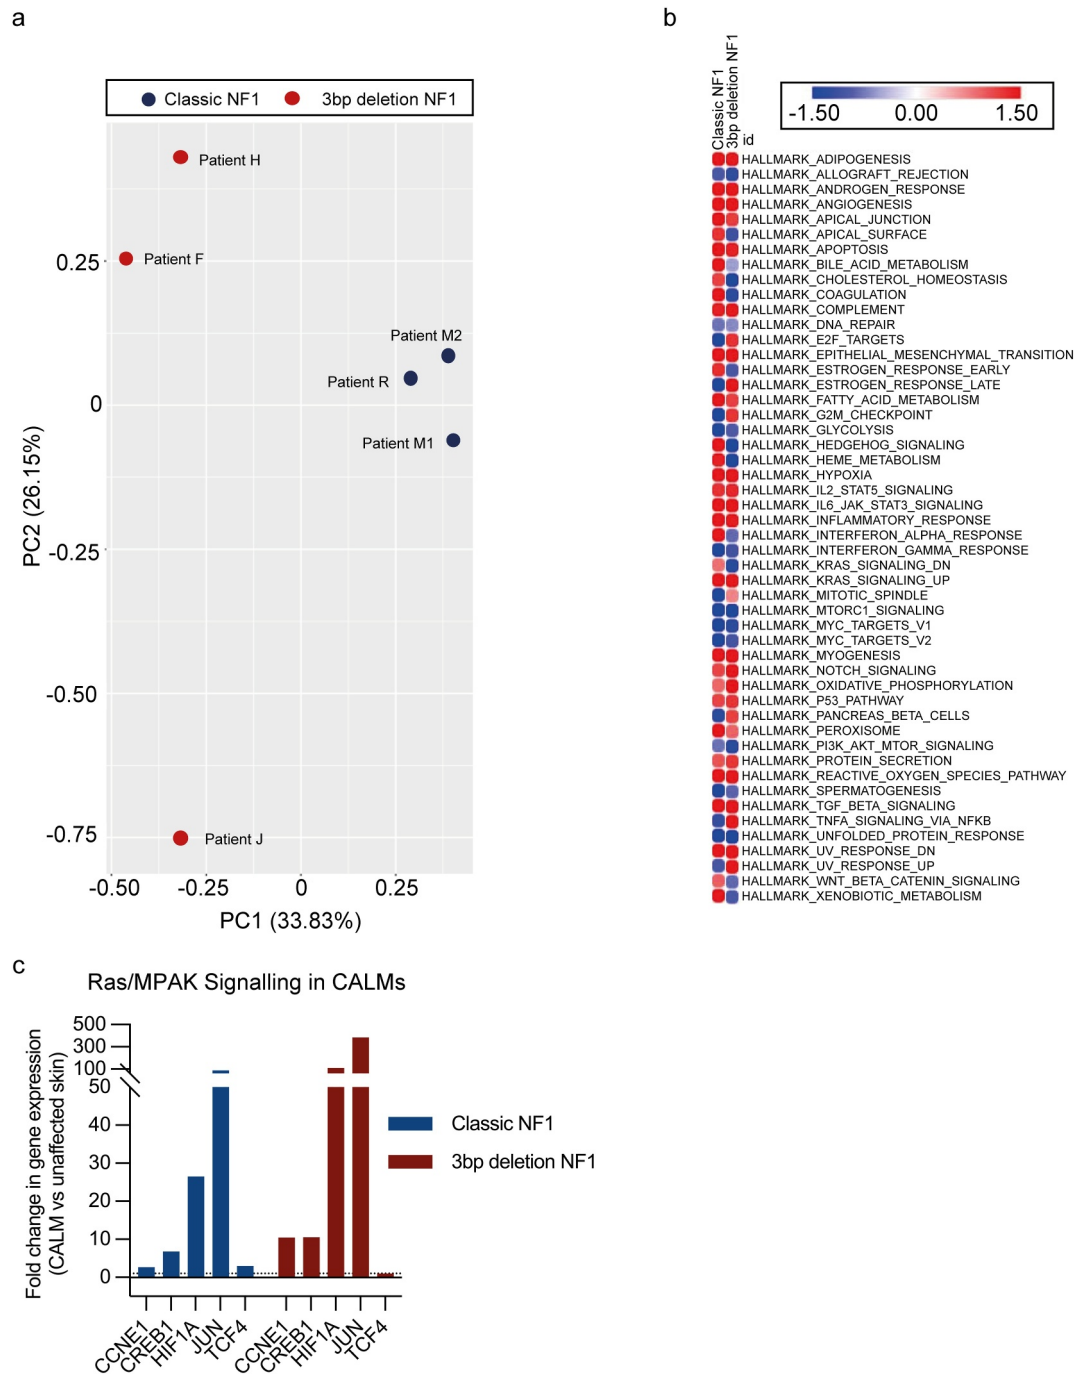 a
Classic NF1
3bp deletion NF1
Patient H
Patient F
Patient M2
Patient R
Patient M1
Patient J
0.25
0
-0.25
-0.50
-0.75
PC2 (26.15%)
-0.50
-0.25
0
0.25
PC1 (33.83%)
b
Classic NF1
3bp deletion NF1
id
-1.50
0.00
1.50
HALLMARK_ADIPOGENESIS
HALLMARK_ALLOGRAFT_REJECTION
HALLMARK_ANDROGEN_RESPONSE
HALLMARK_ANGIOGENESIS
HALLMARK_APICAL_JUNCTION
HALLMARK_APICAL_SURFACE
HALLMARK_APOPTOSIS
HALLMARK_BILE_ACID_METABOLISM
HALLMARK_CHOLESTEROL_HOMEOSTASIS
HALLMARK_COAGULATION
HALLMARK_COMPLEMENT
HALLMARK_DNA_REPAIR
HALLMARK_E2F_TARGETS
HALLMARK_EPITHELIAL_MESENCHYMAL_TRANSITION
HALLMARK_ESTROGEN_RESPONSE_EARLY
HALLMARK_ESTROGEN_RESPONSE_LATE
HALLMARK_FATTY_ACID_METABOLISM
HALLMARK_G2M_CHECKPOINT
HALLMARK_GLYCOLYSIS
HALLMARK_HEDGEHOG_SIGNALING
HALLMARK_HEME_METABOLISM
HALLMARK_HYPOXIA
HALLMARK_IL2_STAT5_SIGNALING
HALLMARK_IL6_JAK_STAT3_SIGNALING
HALLMARK_INFLAMMATORY_RESPONSE
HALLMARK_INTERFERON_ALPHA_RESPONSE
HALLMARK_INTERFERON_GAMMA_RESPONSE
HALLMARK_KRAS_SIGNALING_DN
HALLMARK_KRAS_SIGNALING_UP
HALLMARK_MITOTIC_SPINDLE
HALLMARK_MTORC1_SIGNALING
HALLMARK_MYC_TARGETS_V1
HALLMARK_MYC_TARGETS_V2
HALLMARK_MYOGENESIS
HALLMARK_NOTCH_SIGNALING
HALLMARK_OXIDATIVE_PHOSPHORYLATION
HALLMARK_P53_PATHWAY
HALLMARK_PANCREAS_BETA_CELLS
HALLMARK_PEROXISOME
HALLMARK_PI3K_AKT_MTOR_SIGNALING
HALLMARK_PROTEIN_SECRETION
HALLMARK_REACTIVE_OXYGEN_SPECIES_PATHWAY
HALLMARK_SPERMATOGENESIS
HALLMARK_TGF_BETA_SIGNALING
HALLMARK_TNFA_SIGNALING_VIA_NFKB
HALLMARK_UNFOLDED_PROTEIN_RESPONSE
HALLMARK_UV_RESPONSE_DN
HALLMARK_UV_RESPONSE_UP
HALLMARK_WNT_BETA_CATENIN_SIGNALING
HALLMARK_XENOBIOTIC_METABOLISM
c
Ras/MPAK Signalling in CALMs
Fold change in gene expression
(CALM vs unaffected skin)
500
300
100
50
40
30
20
10
0
CCNE1
CREB1
HIF1A
JUN
TCF4
CCNE1
CREB1
HIF1A
JUN
TCF4
Classic NF1
3bp deletion NF1